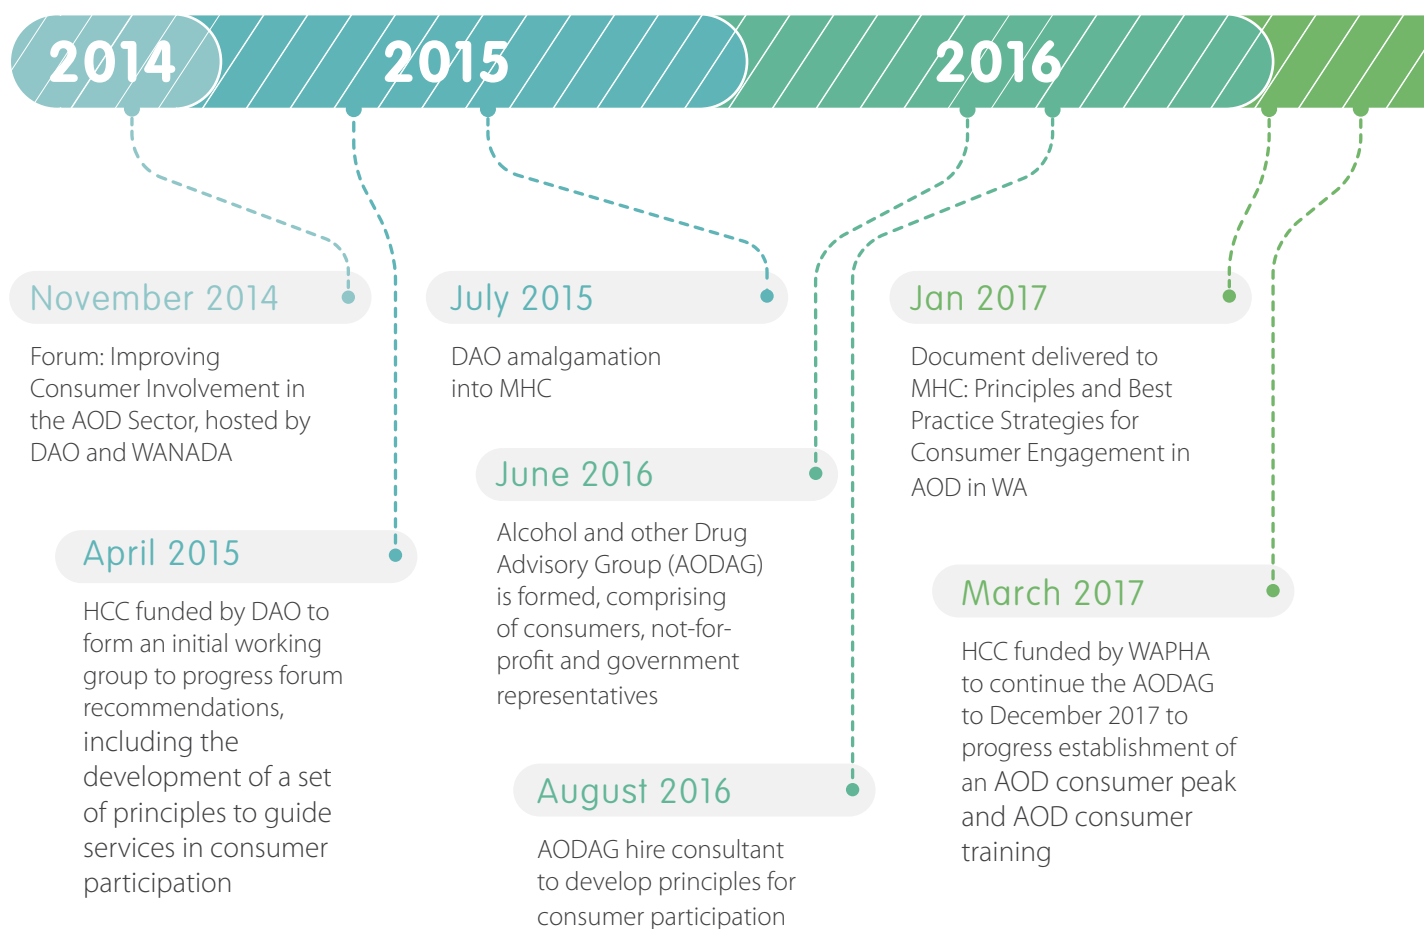 2014
2015
2016
November 2014
Forum: Improving
Consumer Involvement in
the AOD Sector, hosted by
DAO and WANADA
April 2015
HCC funded by DAO to
form an initial working
group to progress forum
recommendations,
including the
development of a set
of principles to guide
services in consumer
participation
July 2015
DAO amalgamation
into MHC
June 2016
Alcohol and other Drug
Advisory Group (AODAG)
is formed, comprising
of consumers, not-for-
profit and government
representatives
August 2016
AODAG hire consultant
to develop principles for
consumer participation
Jan 2017
Document delivered to
MHC: Principles and Best
Practice Strategies for
Consumer Engagement in
AOD in WA
March 2017
HCC funded by WAPHA
to continue the AODAG
to December 2017 to
progress establishment of
an AOD consumer peak
and AOD consumer
training